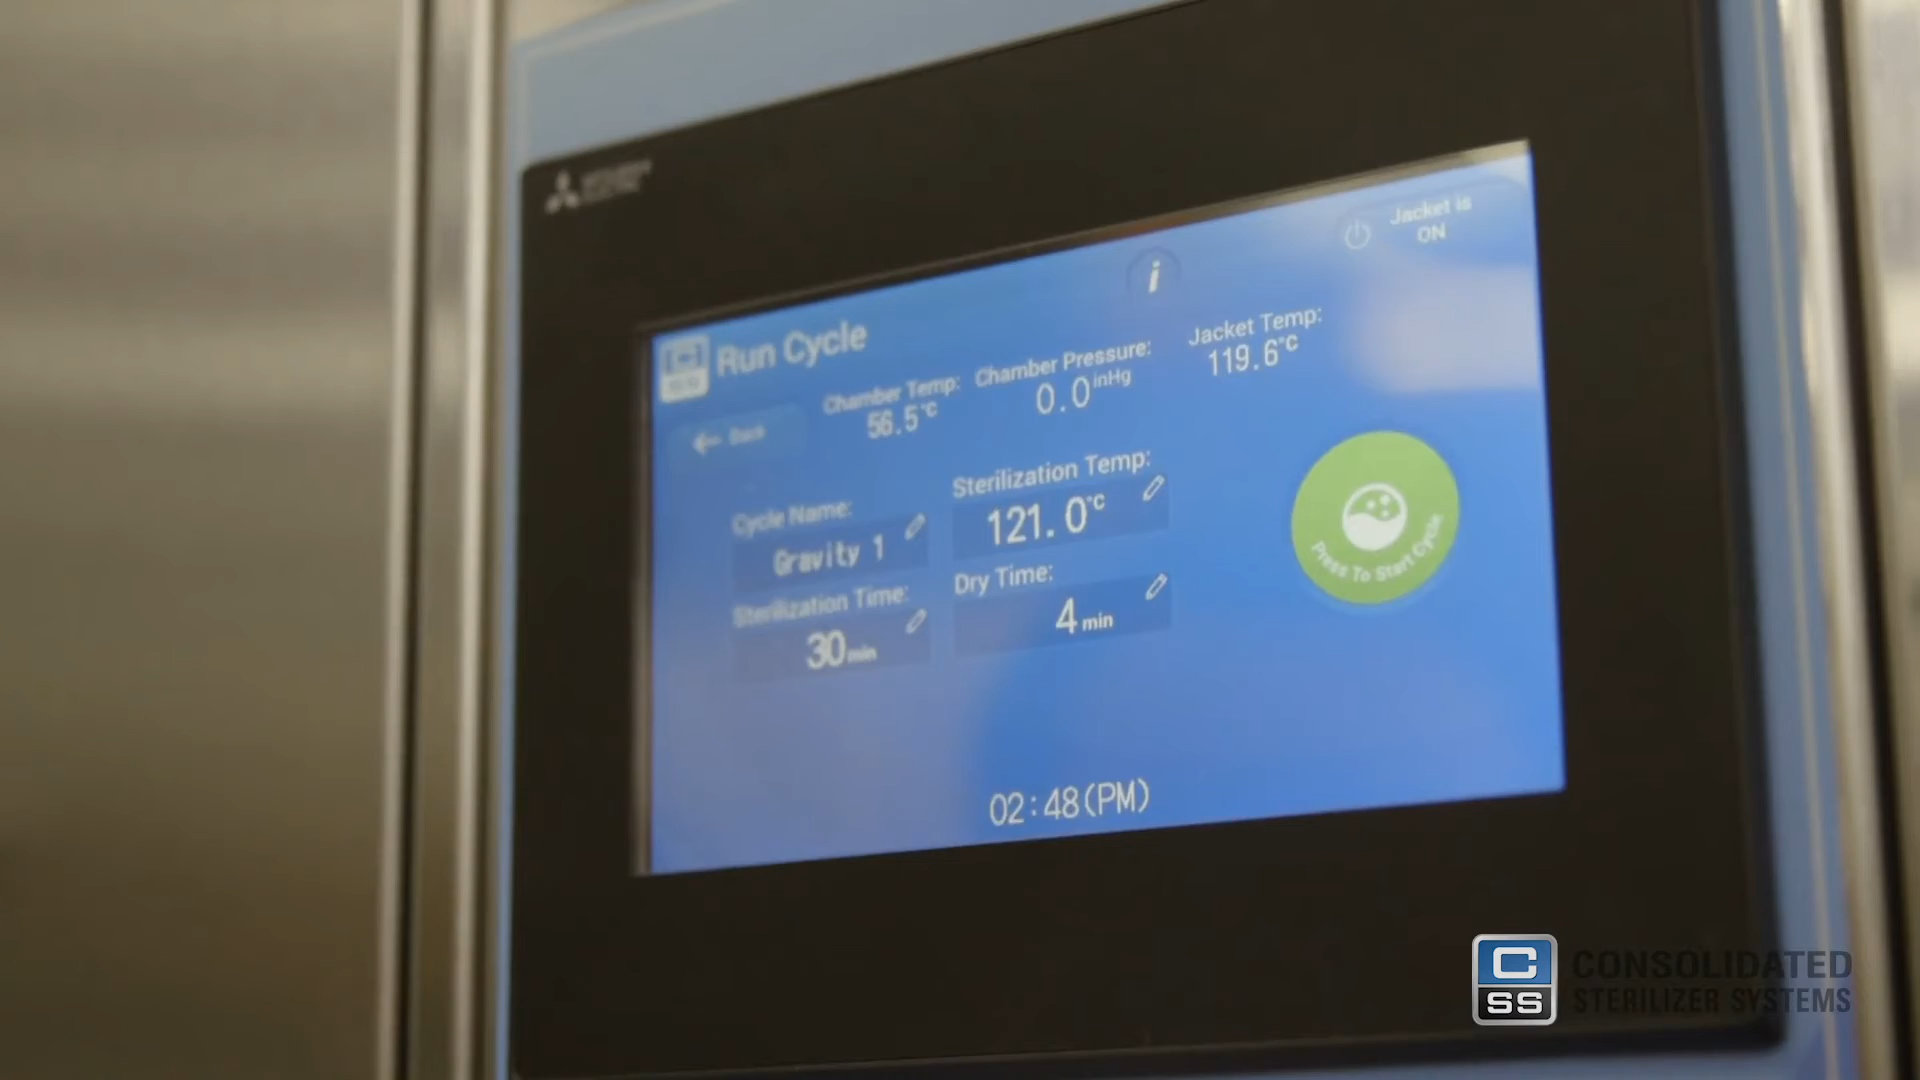 Jacket is
ON
i
Run Cycle
Chamber Temp:
56.5°C
Chamber Pressure:
0.0 inHg
Jacket Temp:
119.6°C
Back
Cycle Name:
Gravity 1
Sterilization Temp:
121.0°C
Sterilization Time:
30 min
Dry Time:
4 min
Press To Start Cycle
02:48(PM)
C
SS
CONSOLIDATED
STERILIZER SYSTEMS